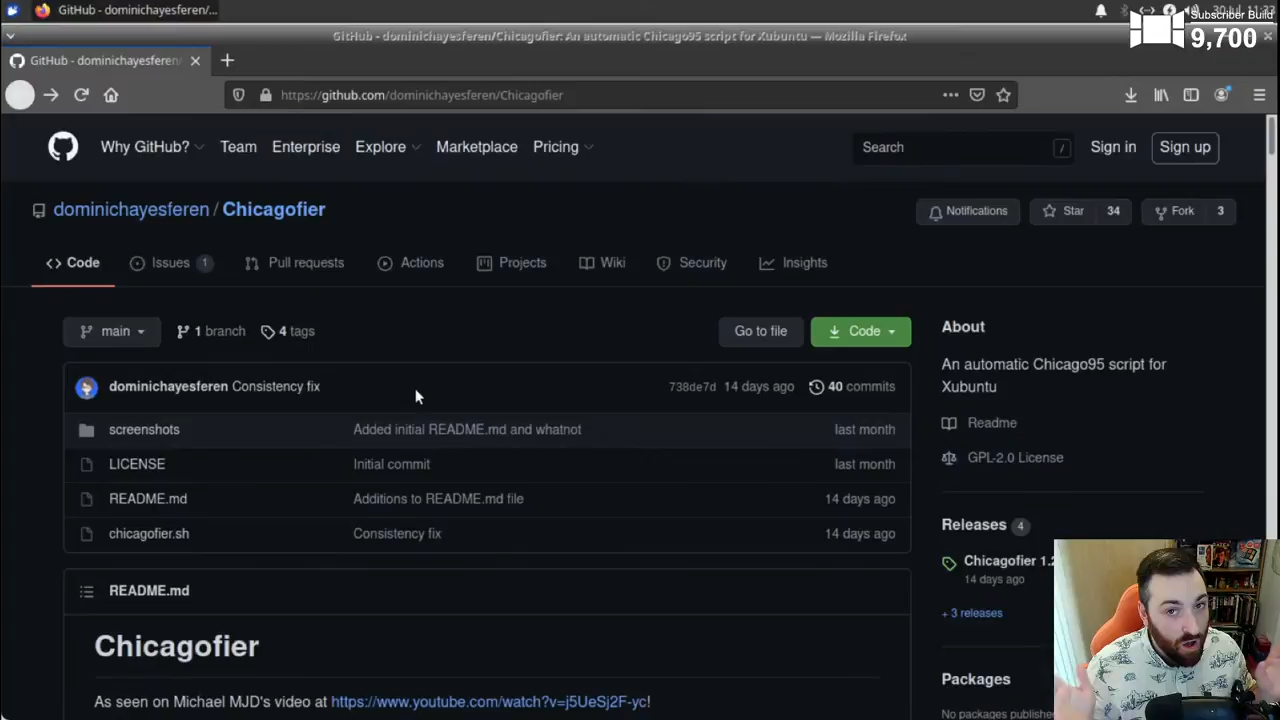 GitHub - dominichayesferen/...
30 Jul, 11:33
Subscriber Build
9,700
GitHub - dominichayesferen/Chicagofier: An automatic Chicago95 script for Xubuntu — Mozilla Firefox
GitHub - dominichayesferen/
https://github.com/dominichayesferen/Chicagofier
Why GitHub? Team Enterprise Explore Marketplace Pricing Search / Sign in Sign up
dominichayesferen / Chicagofier
Notifications Star 34 Fork 3
Code Issues 1 Pull requests Actions Projects Wiki Security Insights
main 1 branch 4 tags Go to file Code
dominichayesferen Consistency fix 738de7d 14 days ago 40 commits
screenshots Added initial README.md and whatnot last month
LICENSE Initial commit last month
README.md Additions to README.md file 14 days ago
chicagofier.sh Consistency fix 14 days ago
README.md
Chicagofier
As seen on Michael MJD's video at https://www.youtube.com/watch?v=j5UeSj2F-yc!
About
An automatic Chicago95 script for
Xubuntu
Readme
GPL-2.0 License
Releases 4
Chicagofier 1.2
14 days ago
+ 3 releases
Packages
No packages published